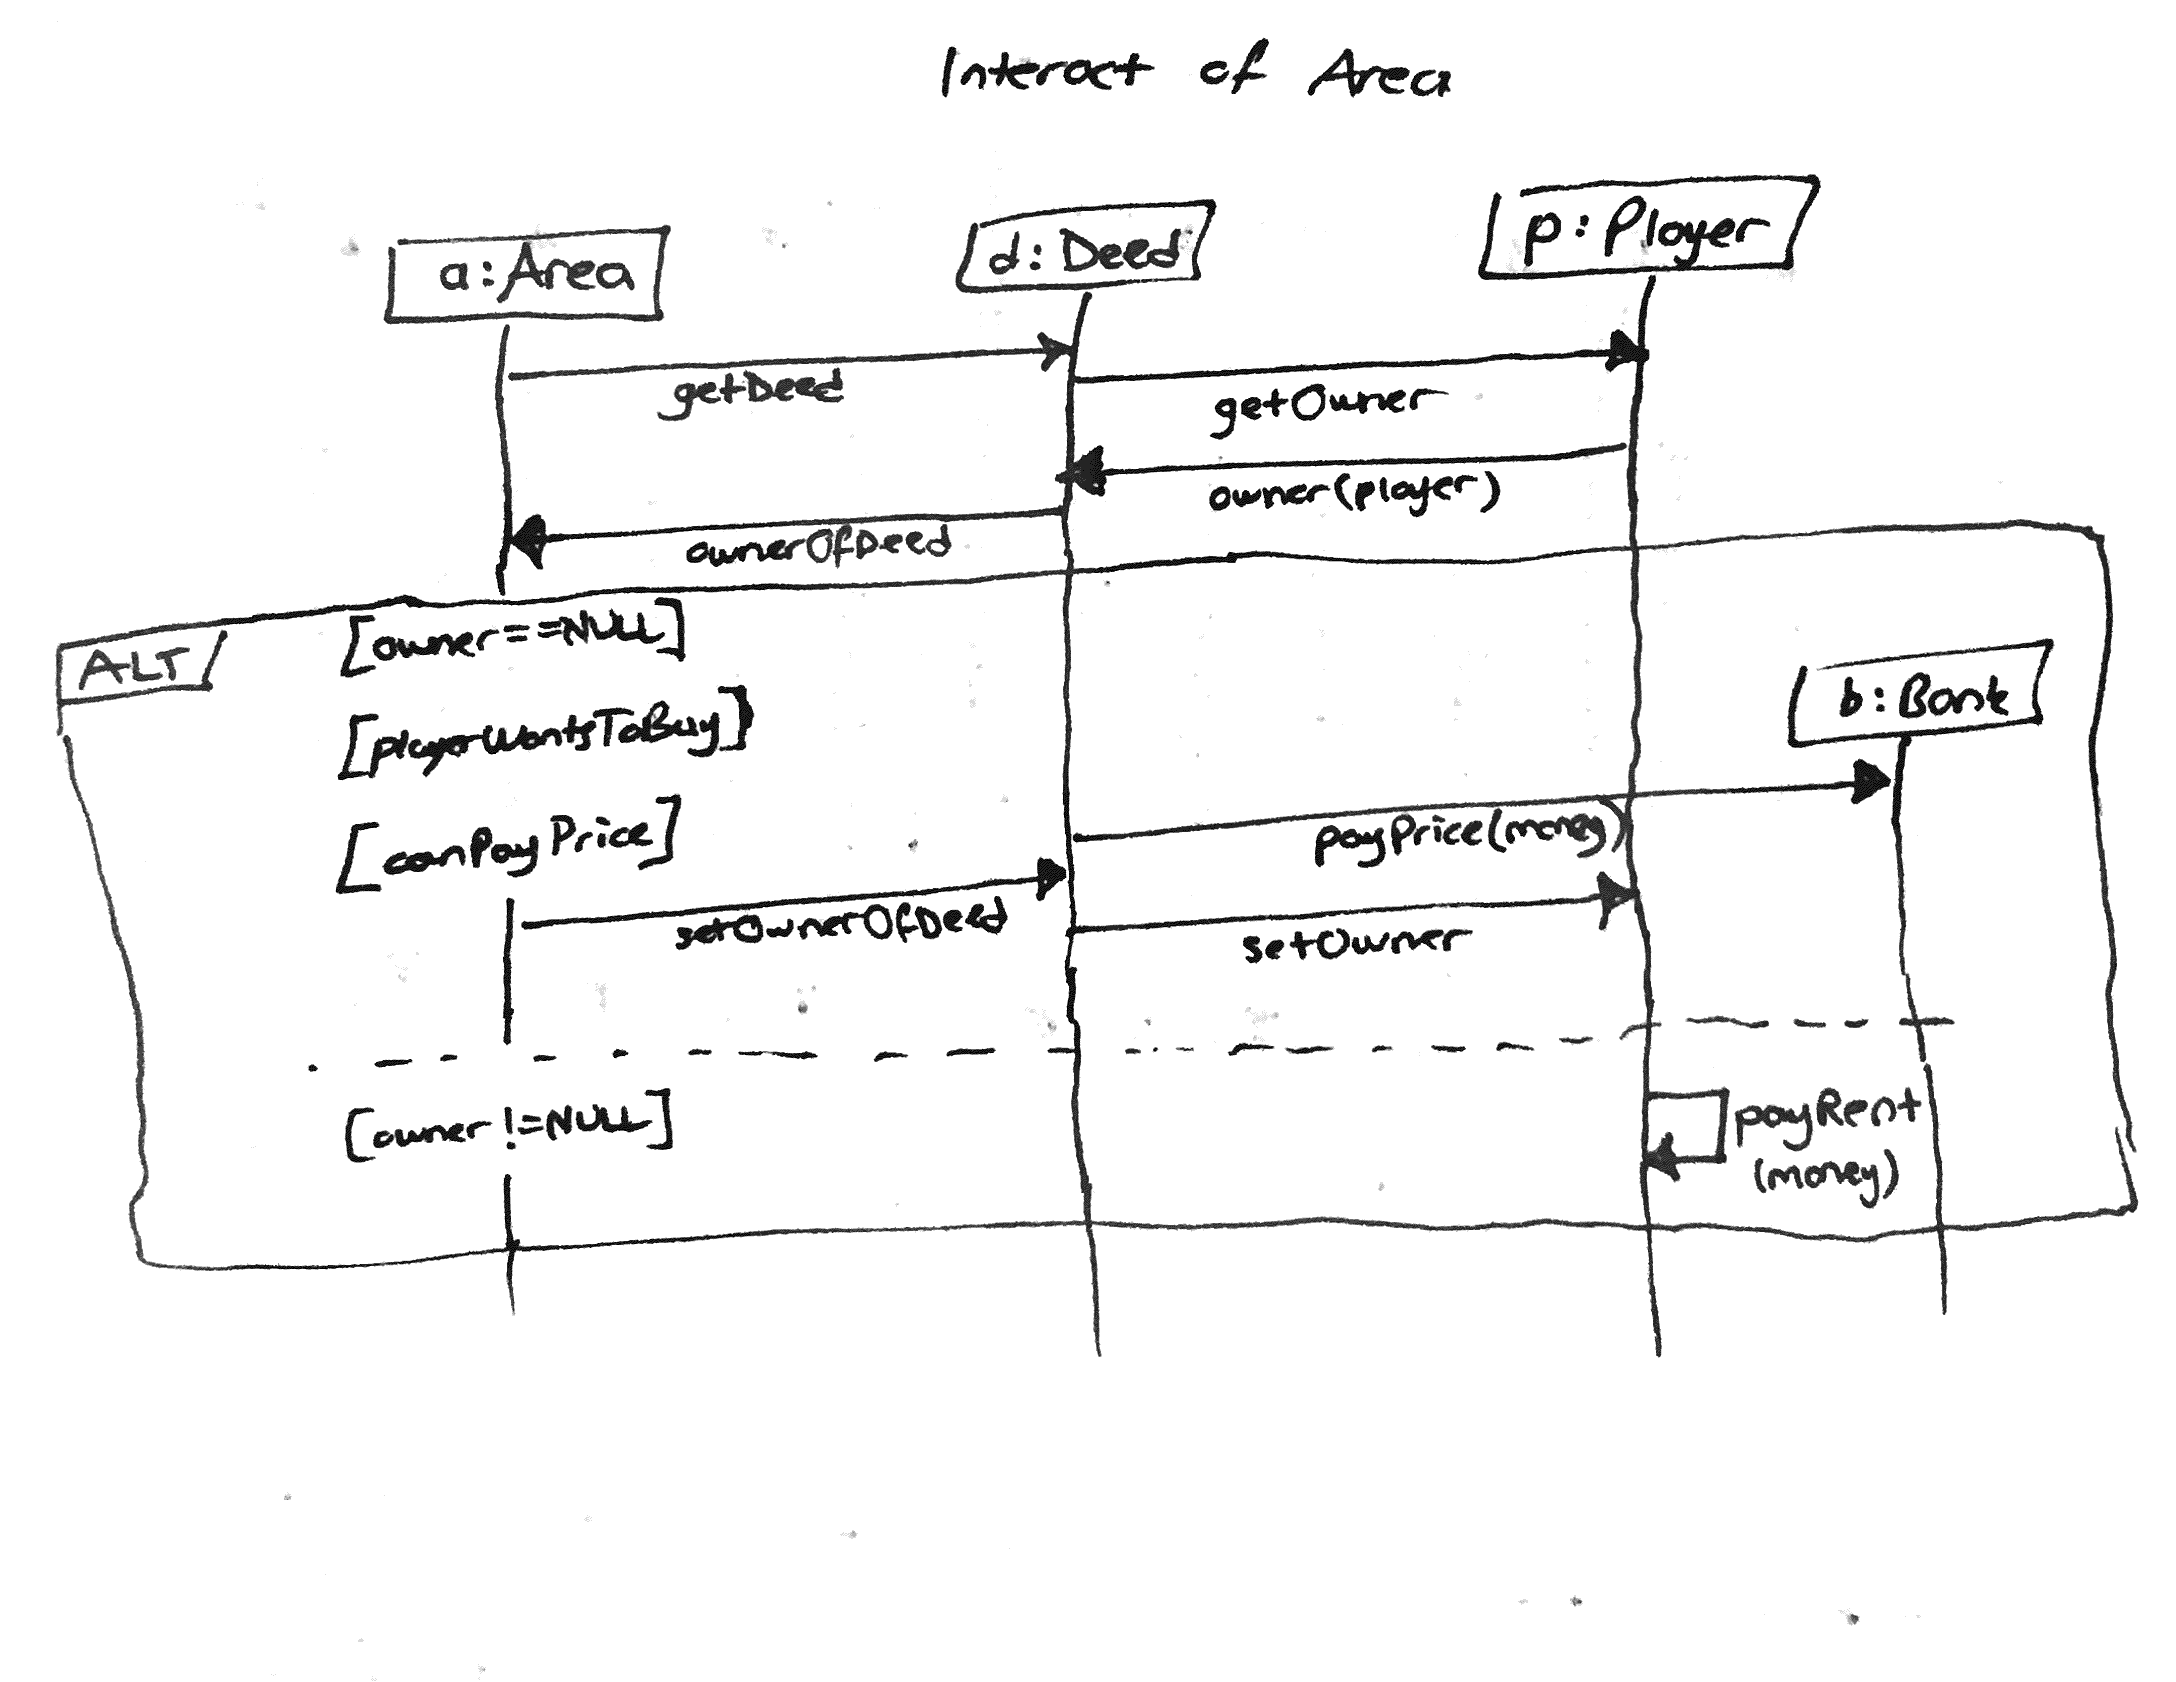 Interact of Area
a:Area
d:Deed
p:Player
getDeed
getOwner
owner(player)
ownerOfDeed
ALT
[owner==NULL]
[playerWantsToBuy]
b:Bank
[canPayPrice]
payPrice(money)
setOwnerOfDeed
setOwner
[owner!=NULL]
payRent
(money)